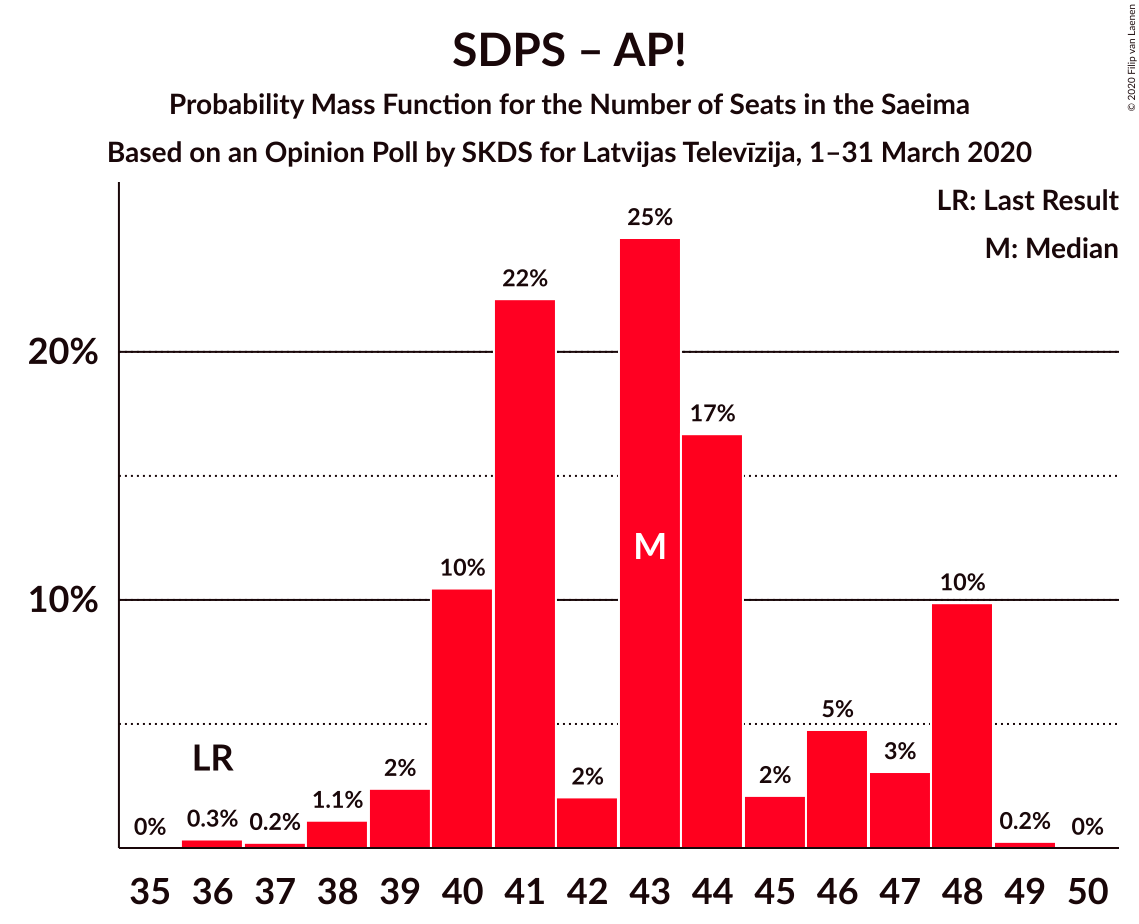 SDPS – AP!
Probability Mass Function for the Number of Seats in the Saeima
Based on an Opinion Poll by SKDS for Latvijas Televīzija, 1–31 March 2020
© 2020 Filip van Laenen
LR: Last Result
M: Median
20%
10%
0%
0.3%
0.2%
1.1%
2%
10%
22%
2%
25%
17%
2%
5%
3%
10%
0.2%
0%
LR
M
35 36 37 38 39 40 41 42 43 44 45 46 47 48 49 50